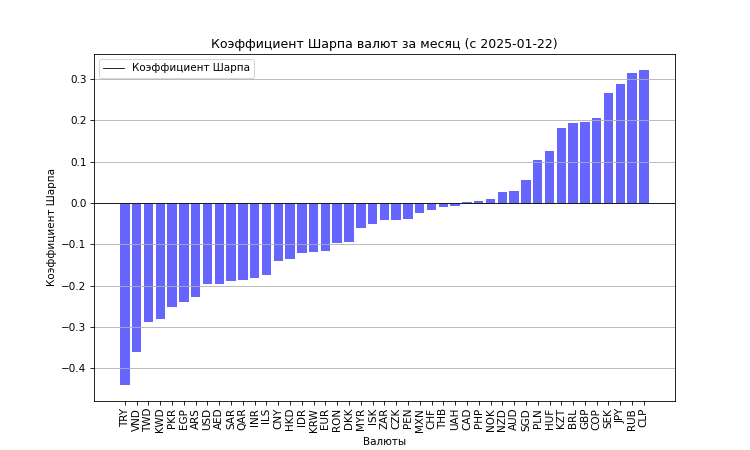 Коэффициент Шарпа валют за месяц (с 2025-01-22)
Коэффициент Шарпа
Коэффициент Шарпа
0.3
0.2
0.1
0.0
−0.1
−0.2
−0.3
−0.4
TRY VND TWD KWD PKR EGP ARS USD AED SAR QAR INR ILS CNY HKD IDR KRW EUR RON DKK MYR ISK ZAR CZK PEN MXN CHF THB UAH CAD PHP NOK NZD AUD SGD PLN HUF KZT BRL GBP COP SEK JPY RUB CLP
Валюты